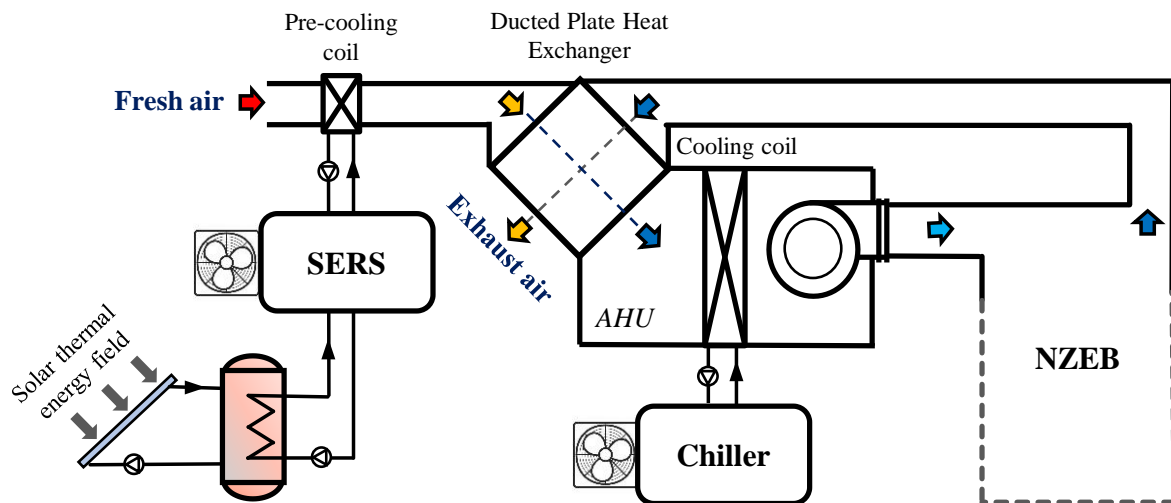 Pre-cooling
coil
Ducted Plate Heat
Exchanger
Fresh air
Cooling coil
Exhaust air
SERS
AHU
NZEB
Solar thermal
energy field
Chiller